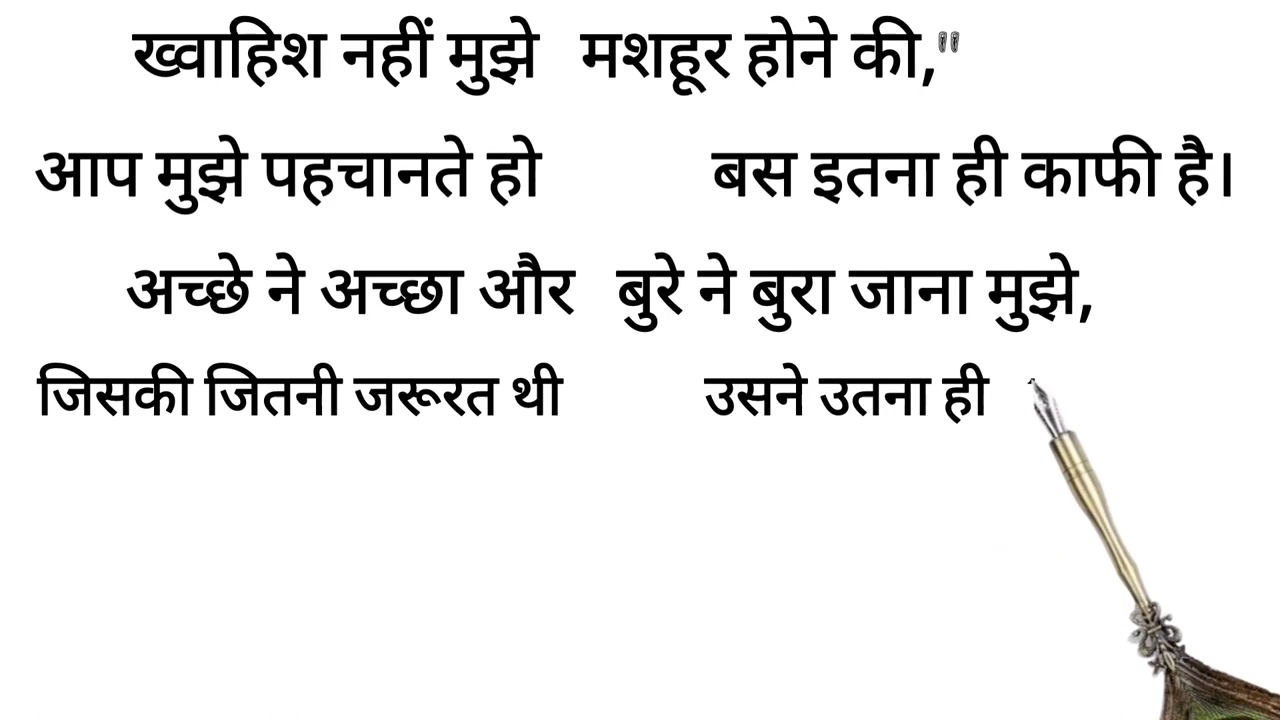 ख्वाहिश नहीं मुझे मशहूर होने की,"
आप मुझे पहचानते हो बस इतना ही काफी है।
अच्छे ने अच्छा और बुरे ने बुरा जाना मुझे,
जिसकी जितनी जरूरत थी उसने उतना ही